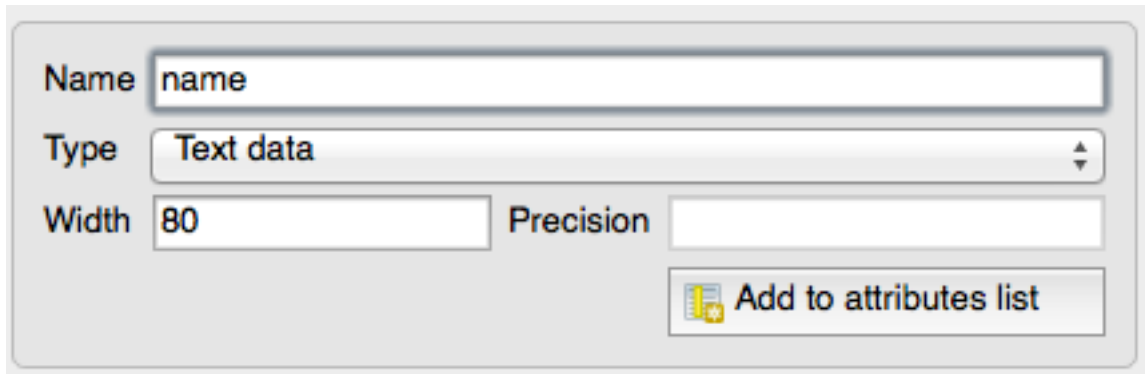 Name name
Type Text data
Width 80 Precision
Add to attributes list